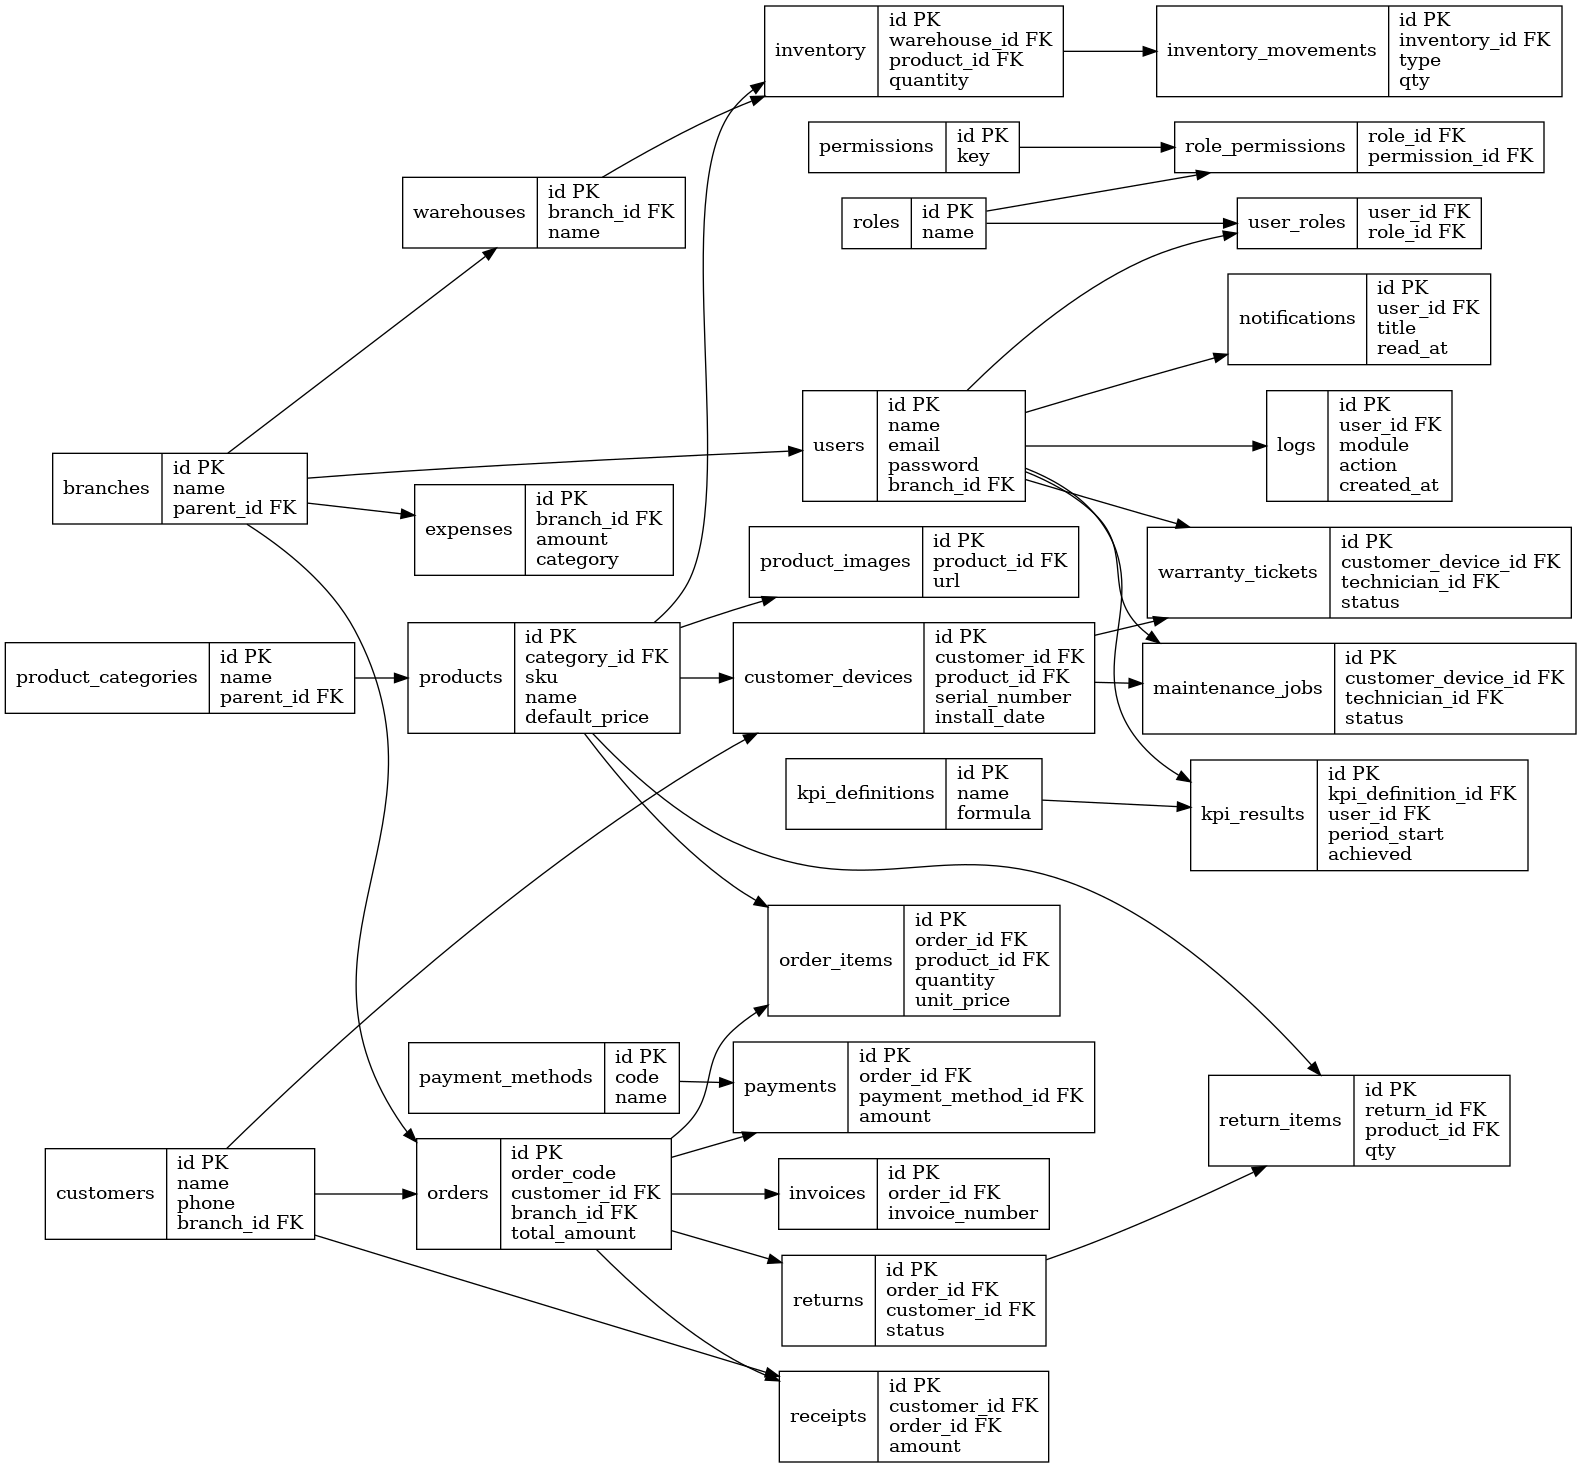 inventory
id PK
warehouse_id FK
product_id FK
quantity
inventory_movements
id PK
inventory_id FK
type
qty
permissions
id PK
key
role_permissions
role_id FK
permission_id FK
warehouses
id PK
branch_id FK
name
roles
id PK
name
user_roles
user_id FK
role_id FK
notifications
id PK
user_id FK
title
read_at
users
id PK
name
email
password
branch_id FK
logs
id PK
user_id FK
module
action
created_at
branches
id PK
name
parent_id FK
expenses
id PK
branch_id FK
amount
category
product_images
id PK
product_id FK
url
warranty_tickets
id PK
customer_device_id FK
technician_id FK
status
product_categories
id PK
name
parent_id FK
products
id PK
category_id FK
sku
name
default_price
customer_devices
id PK
customer_id FK
product_id FK
serial_number
install_date
maintenance_jobs
id PK
customer_device_id FK
technician_id FK
status
kpi_definitions
id PK
name
formula
kpi_results
id PK
kpi_definition_id FK
user_id FK
period_start
achieved
order_items
id PK
order_id FK
product_id FK
quantity
unit_price
payment_methods
id PK
code
name
payments
id PK
order_id FK
payment_method_id FK
amount
return_items
id PK
return_id FK
product_id FK
qty
customers
id PK
name
phone
branch_id FK
orders
id PK
order_code
customer_id FK
branch_id FK
total_amount
invoices
id PK
order_id FK
invoice_number
returns
id PK
order_id FK
customer_id FK
status
receipts
id PK
customer_id FK
order_id FK
amount